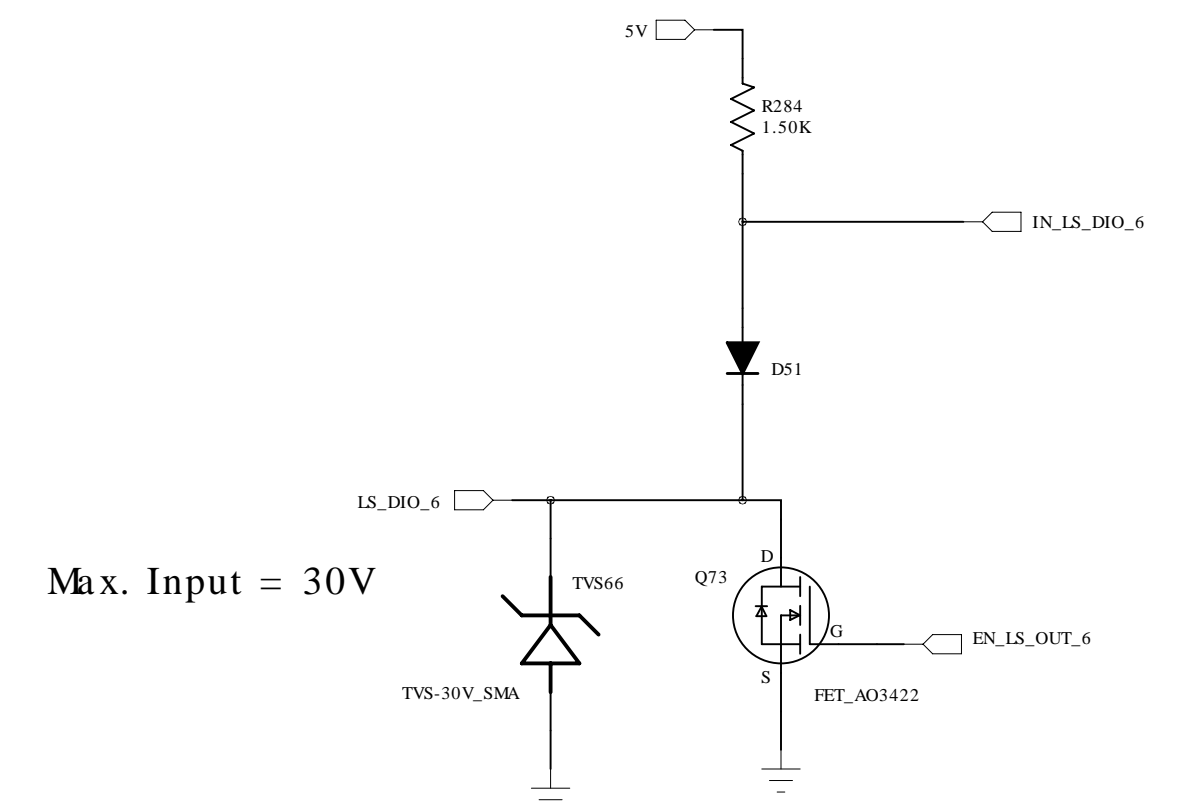 5V
R284
1.50K
IN_LS_DIO_6
D51
LS_DIO_6
Max. Input = 30V
TVS66
TVS-30V_SMA
D
Q73
G
EN_LS_OUT_6
S
FET_AO3422